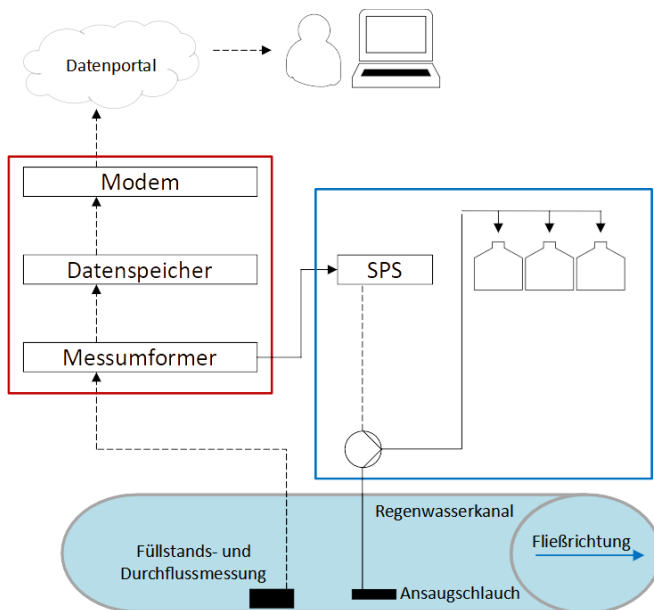 Datenportal
Modem
Datenspeicher
SPS
Messumformer
Regenwasserkanal
Füllstands- und
Durchflussmessung
Fließrichtung
Ansaugschlauch